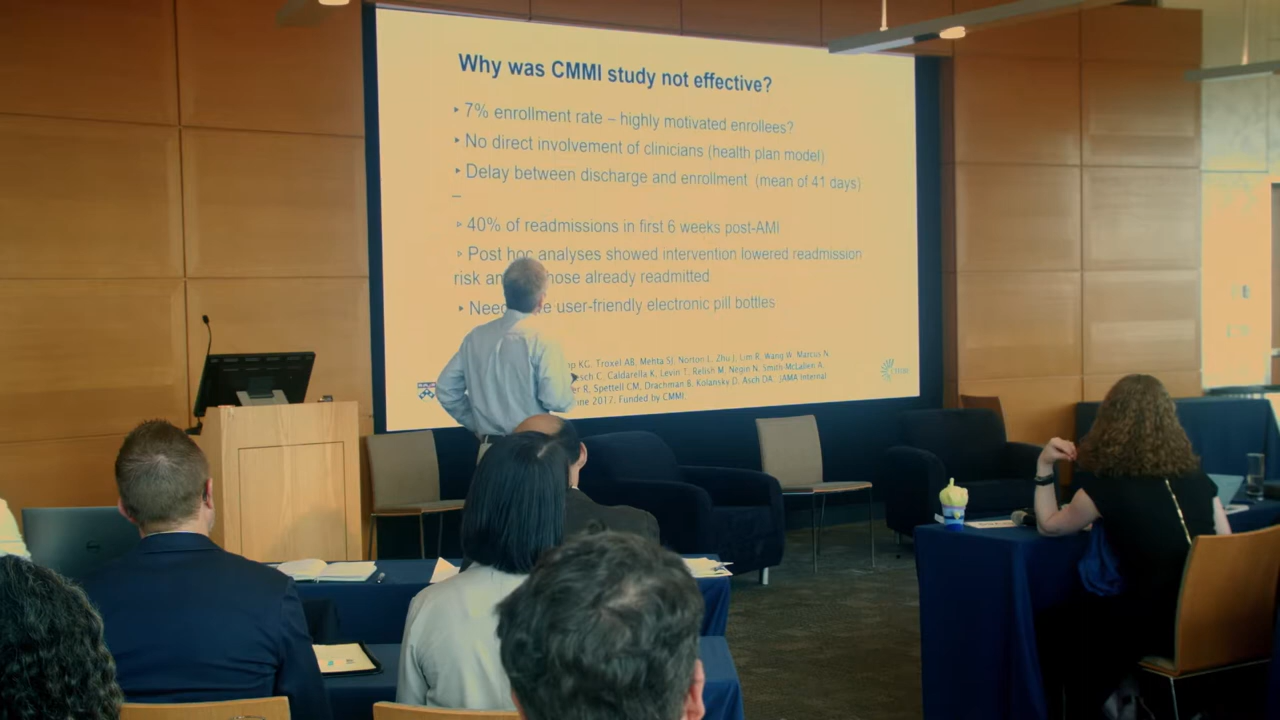 Why was CMMI study not effective?
‣ 7% enrollment rate – highly motivated enrollees?
‣ No direct involvement of clinicians (health plan model)
‣ Delay between discharge and enrollment (mean of 41 days)
–
▹ 40% of readmissions in first 6 weeks post-AMI
▹ Post hoc analyses showed intervention lowered readmission
risk those already readmitted
‣ user-friendly electronic pill bottles
KG. Troxel AB, Mehta SJ, Norton L, Zhu J, Lim R, Wang W, Marcus N
C, Caldarella K, Levin T, Relish M, Negin N, Smith-McLallen A,
R, Spettell CM, Drachman B, Kolansky D, Asch DA. JAMA Internal
2017. Funded by CMMI.